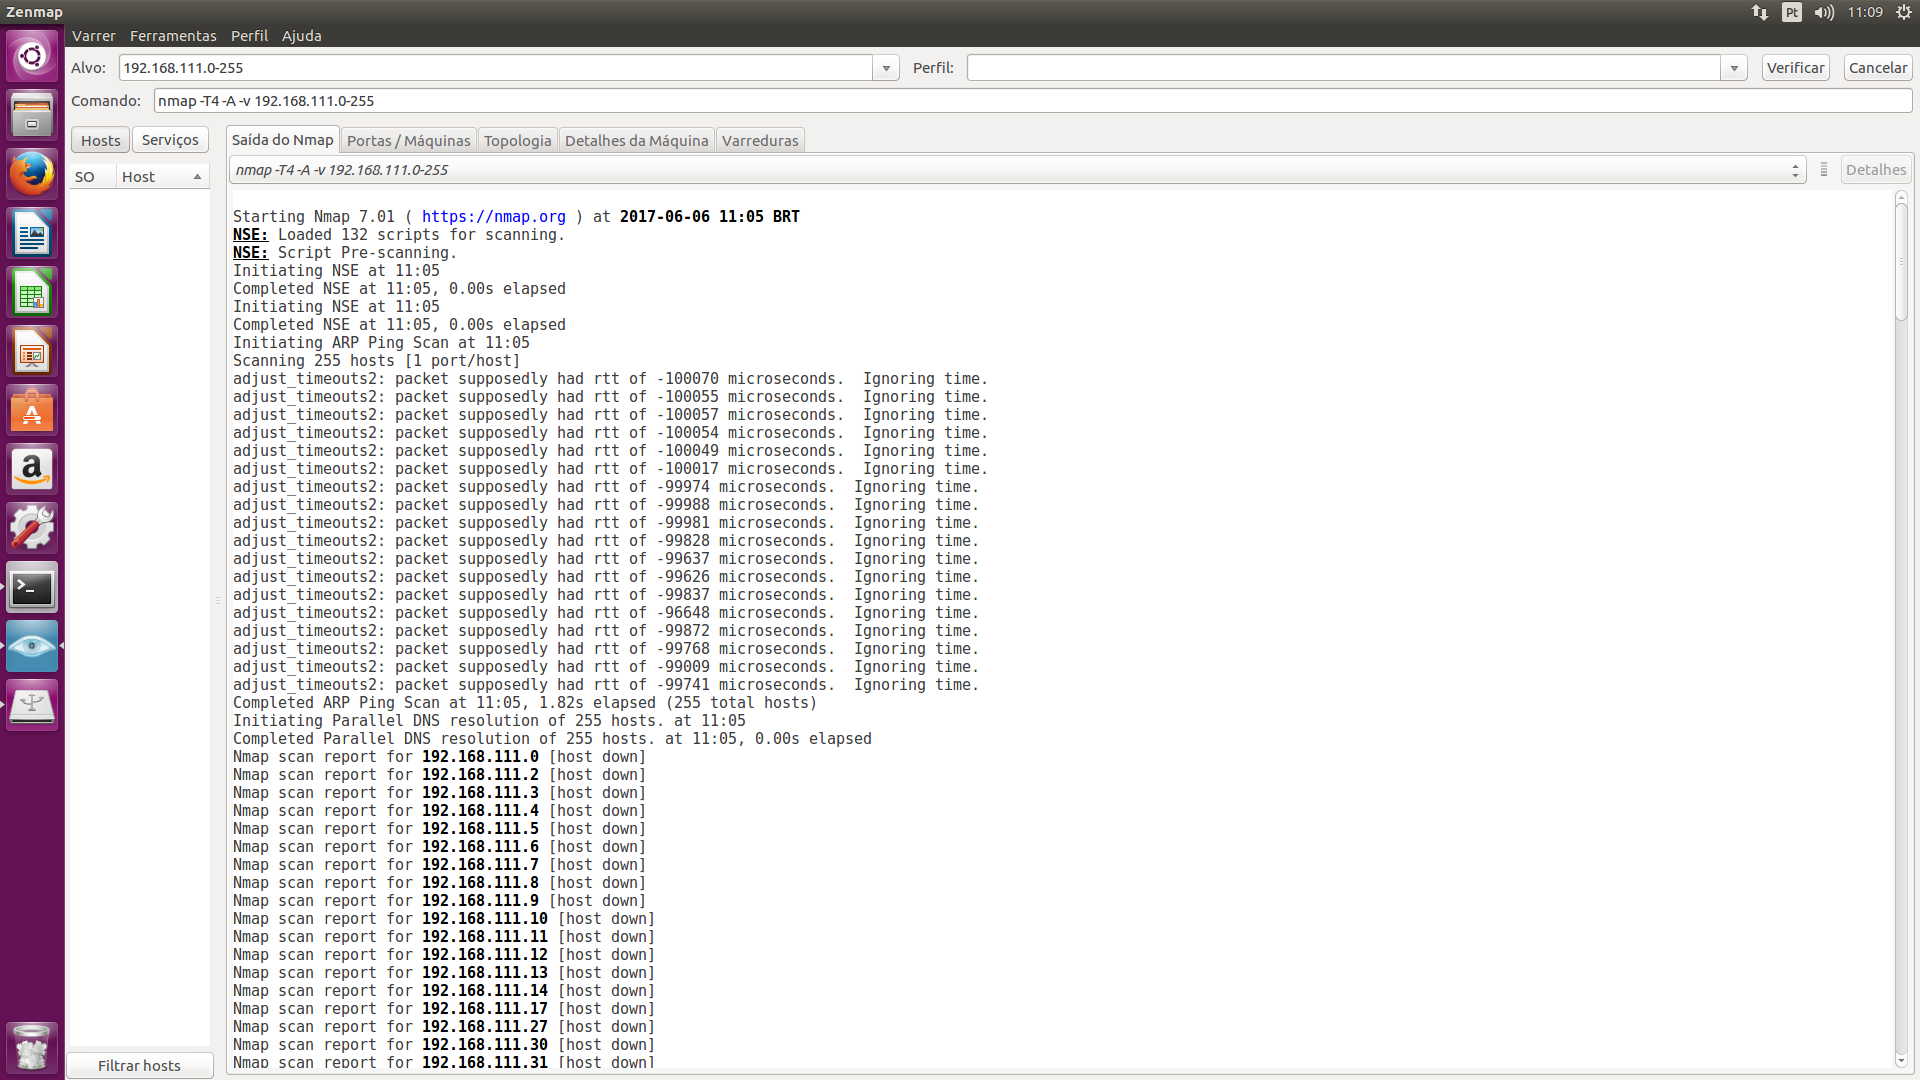 Zenmap
Pt
11:09
Varrer Ferramentas Perfil Ajuda
Alvo: 192.168.111.0-255 Perfil: Verificar Cancelar
Comando: nmap -T4 -A -v 192.168.111.0-255
Hosts Serviços Saída do Nmap Portas / Máquinas Topologia Detalhes da Máquina Varreduras
SO Host nmap -T4 -A -v 192.168.111.0-255 Detalhes
Starting Nmap 7.01 ( https://nmap.org ) at 2017-06-06 11:05 BRT
NSE: Loaded 132 scripts for scanning.
NSE: Script Pre-scanning.
Initiating NSE at 11:05
Completed NSE at 11:05, 0.00s elapsed
Initiating NSE at 11:05
Completed NSE at 11:05, 0.00s elapsed
Initiating ARP Ping Scan at 11:05
Scanning 255 hosts [1 port/host]
adjust_timeouts2: packet supposedly had rtt of -100070 microseconds.  Ignoring time.
adjust_timeouts2: packet supposedly had rtt of -100055 microseconds.  Ignoring time.
adjust_timeouts2: packet supposedly had rtt of -100057 microseconds.  Ignoring time.
adjust_timeouts2: packet supposedly had rtt of -100054 microseconds.  Ignoring time.
adjust_timeouts2: packet supposedly had rtt of -100049 microseconds.  Ignoring time.
adjust_timeouts2: packet supposedly had rtt of -100017 microseconds.  Ignoring time.
adjust_timeouts2: packet supposedly had rtt of -99974 microseconds.  Ignoring time.
adjust_timeouts2: packet supposedly had rtt of -99988 microseconds.  Ignoring time.
adjust_timeouts2: packet supposedly had rtt of -99981 microseconds.  Ignoring time.
adjust_timeouts2: packet supposedly had rtt of -99828 microseconds.  Ignoring time.
adjust_timeouts2: packet supposedly had rtt of -99637 microseconds.  Ignoring time.
adjust_timeouts2: packet supposedly had rtt of -99626 microseconds.  Ignoring time.
adjust_timeouts2: packet supposedly had rtt of -99837 microseconds.  Ignoring time.
adjust_timeouts2: packet supposedly had rtt of -96648 microseconds.  Ignoring time.
adjust_timeouts2: packet supposedly had rtt of -99872 microseconds.  Ignoring time.
adjust_timeouts2: packet supposedly had rtt of -99768 microseconds.  Ignoring time.
adjust_timeouts2: packet supposedly had rtt of -99009 microseconds.  Ignoring time.
adjust_timeouts2: packet supposedly had rtt of -99741 microseconds.  Ignoring time.
Completed ARP Ping Scan at 11:05, 1.82s elapsed (255 total hosts)
Initiating Parallel DNS resolution of 255 hosts. at 11:05
Completed Parallel DNS resolution of 255 hosts. at 11:05, 0.00s elapsed
Nmap scan report for 192.168.111.0 [host down]
Nmap scan report for 192.168.111.2 [host down]
Nmap scan report for 192.168.111.3 [host down]
Nmap scan report for 192.168.111.4 [host down]
Nmap scan report for 192.168.111.5 [host down]
Nmap scan report for 192.168.111.6 [host down]
Nmap scan report for 192.168.111.7 [host down]
Nmap scan report for 192.168.111.8 [host down]
Nmap scan report for 192.168.111.9 [host down]
Nmap scan report for 192.168.111.10 [host down]
Nmap scan report for 192.168.111.11 [host down]
Nmap scan report for 192.168.111.12 [host down]
Nmap scan report for 192.168.111.13 [host down]
Nmap scan report for 192.168.111.14 [host down]
Nmap scan report for 192.168.111.17 [host down]
Nmap scan report for 192.168.111.27 [host down]
Nmap scan report for 192.168.111.30 [host down]
Nmap scan report for 192.168.111.31 [host down]
Filtrar hosts